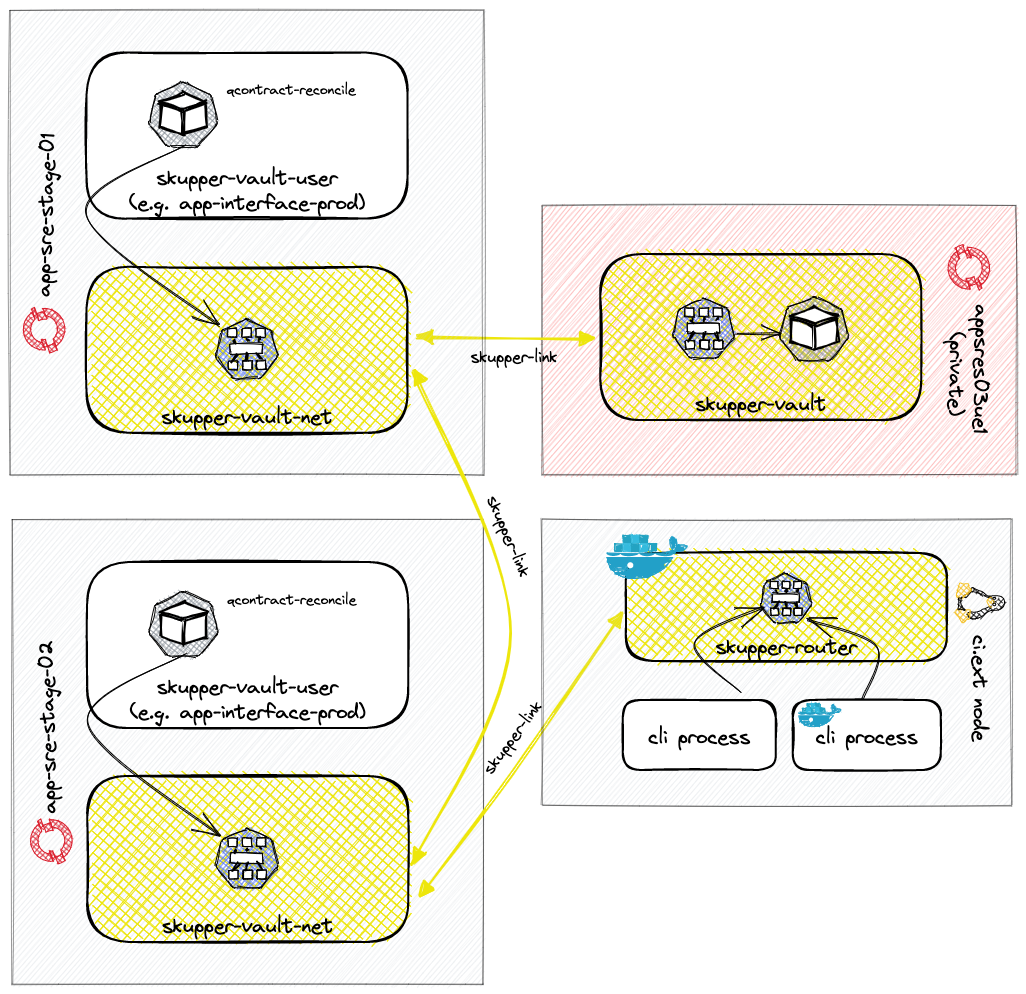 app-sre-stage-01
qcontract-reconcile
skupper-vault-user
(e.g. app-interface-prod)
skupper-vault-net
skupper-link
skupper-vault
appsres03ue1
(private)
skupper-link
app-sre-stage-02
qcontract-reconcile
skupper-vault-user
(e.g. app-interface-prod)
skupper-vault-net
skupper-link
skupper-router
cli process
cli process
ci.ext node